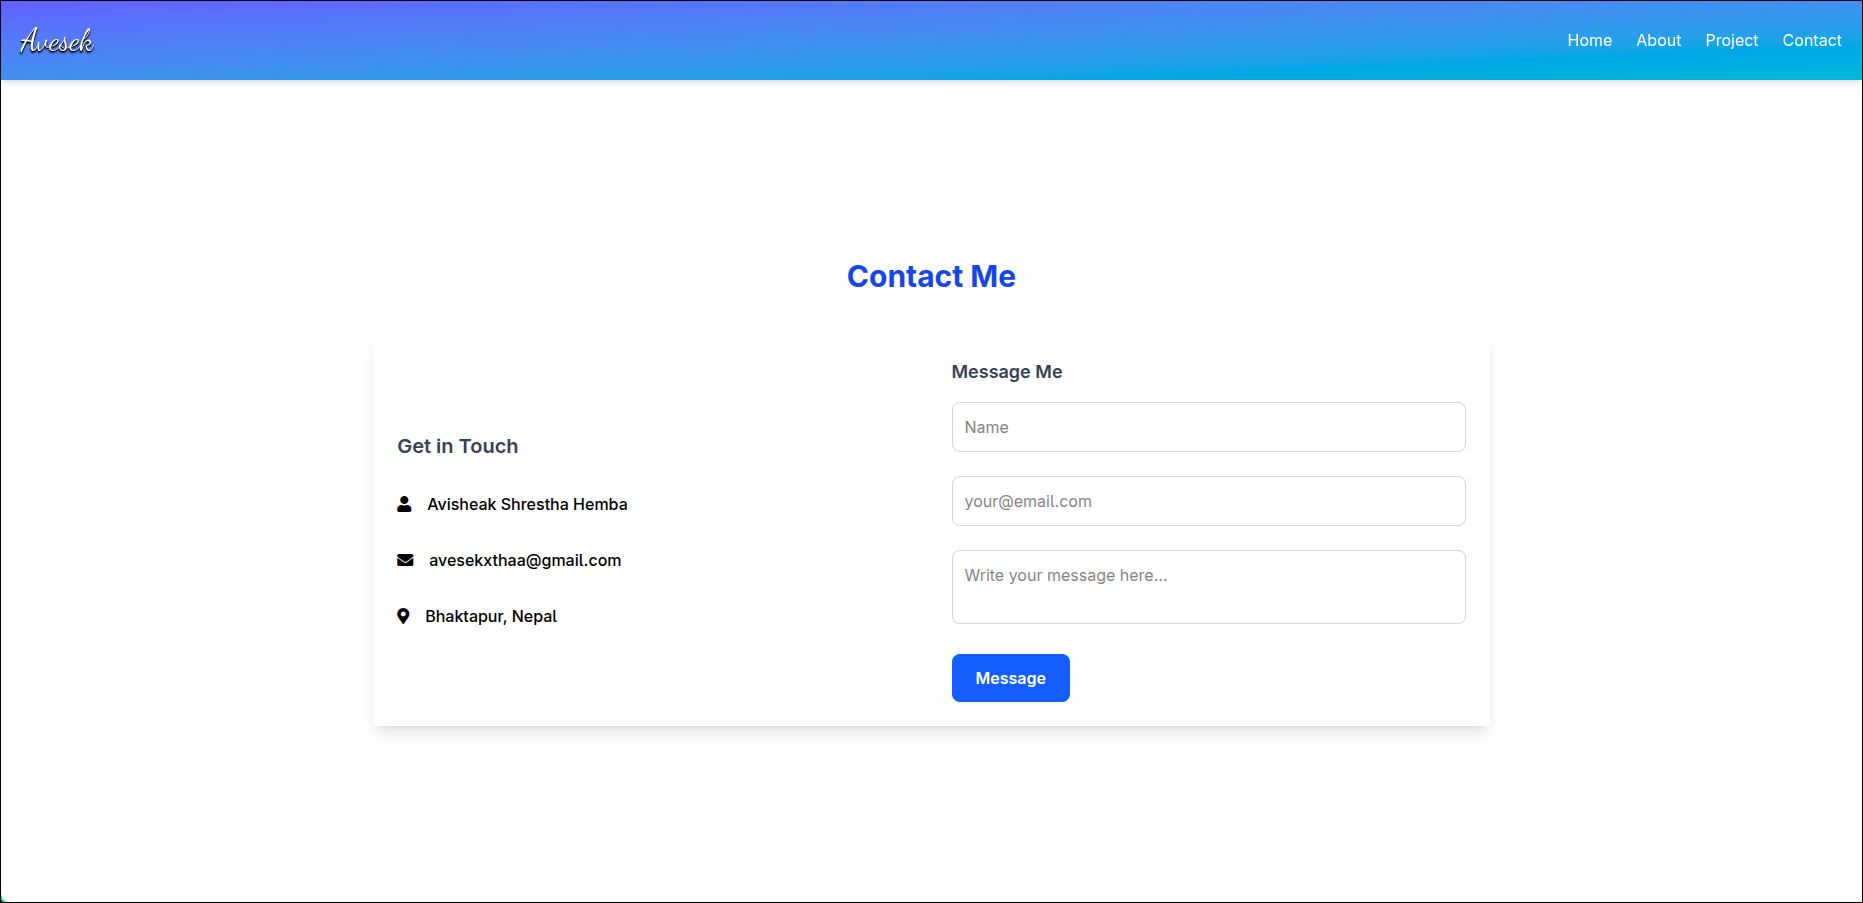 Avesek
Home About Project Contact
Contact Me
Get in Touch
Avisheak Shrestha Hemba
avesekxthaa@gmail.com
Bhaktapur, Nepal
Message Me
Name
your@email.com
Write your message here...
Message